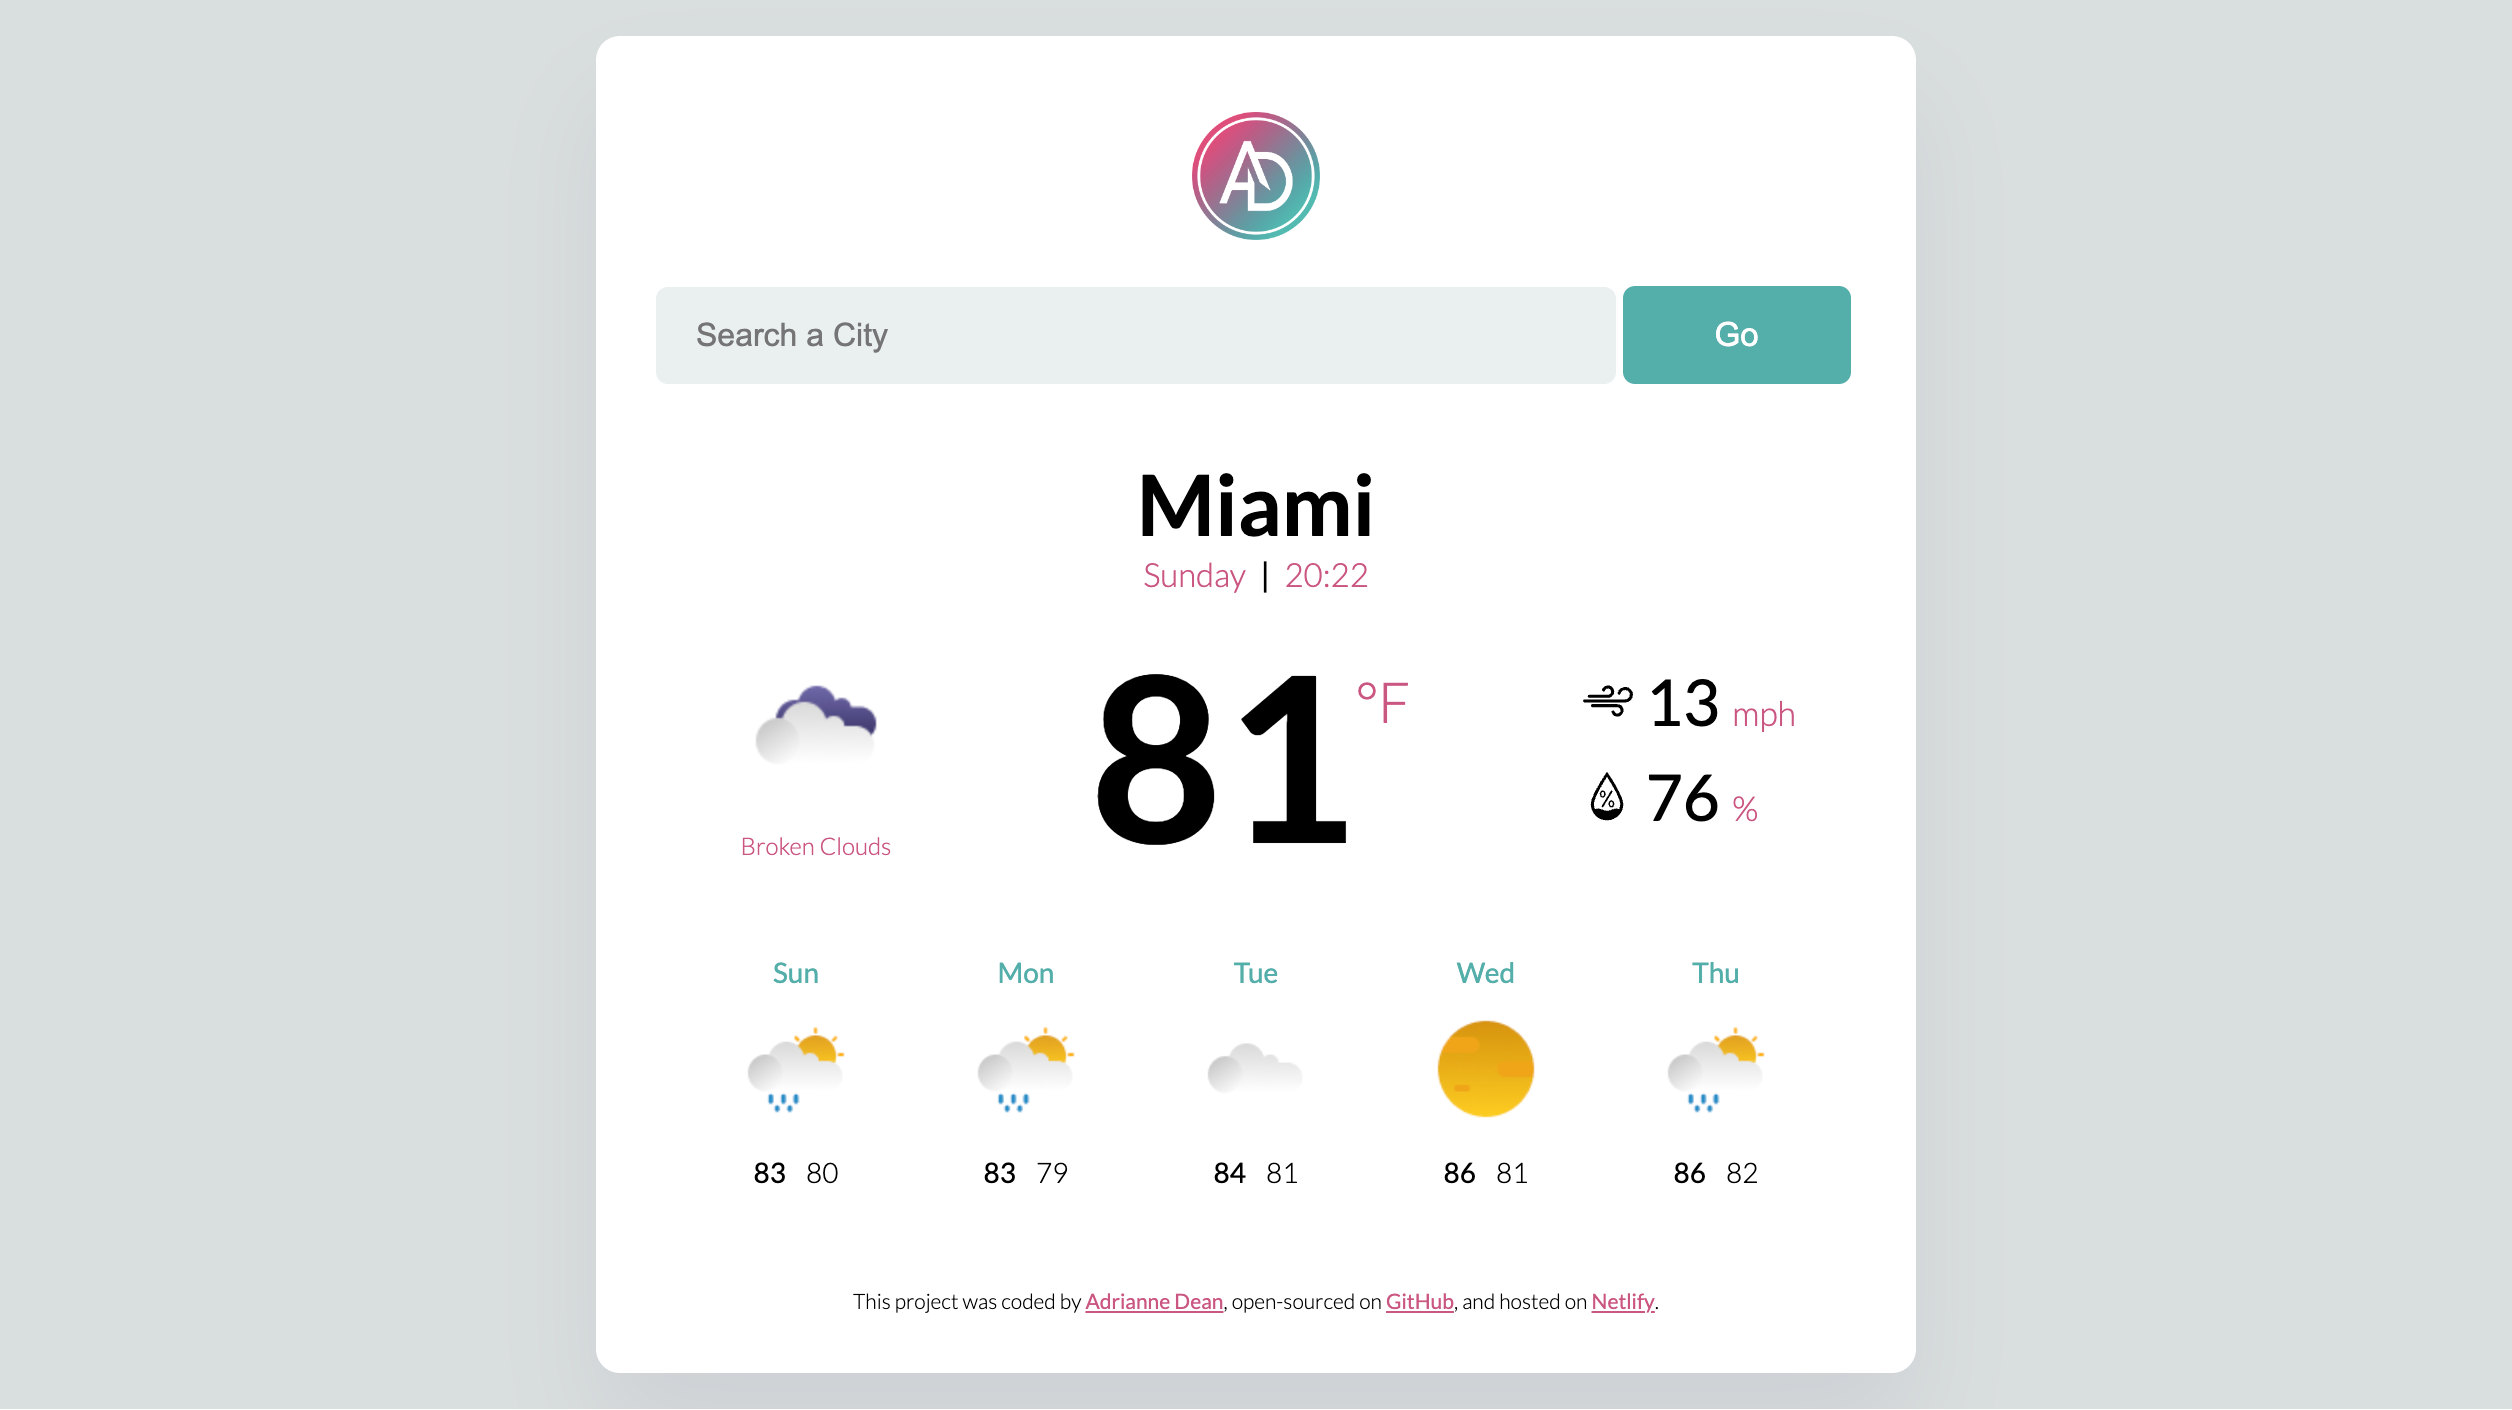 AD
Search a City
Go
Miami
Sunday | 20:22
81 °F
13 mph
% 76 %
Broken Clouds
Sun Mon Tue Wed Thu
83 80 83 79 84 81 86 81 86 82
This project was coded by Adrianne Dean, open-sourced on GitHub, and hosted on Netlify.